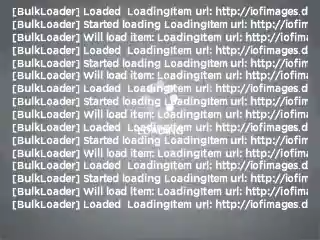 [BulkLoader] Loaded LoadingItem url: http://iofimages.d
[BulkLoader] Started loading LoadingItem url: http://iofim
[BulkLoader] Will load item: LoadingItem url: http://iofima
[BulkLoader] Loaded LoadingItem url: http://iofimages.d
[BulkLoader] Started loading LoadingItem url: http://iofim
[BulkLoader] Will load item: LoadingItem url: http://iofima
[BulkLoader] Loaded LoadingItem url: http://iofimages.d
[BulkLoader] Started loading LoadingItem url: http://iofim
[BulkLoader] Will load item: LoadingItem url: http://iofima
[BulkLoader] Loaded LoadingItem url: http://iofimages.d
LOADING
[BulkLoader] Started loading LoadingItem url: http://iofim
[BulkLoader] Will load item: LoadingItem url: http://iofima
[BulkLoader] Loaded LoadingItem url: http://iofimages.d
[BulkLoader] Started loading LoadingItem url: http://iofim
[BulkLoader] Will load item: LoadingItem url: http://iofima
[BulkLoader] Loaded LoadingItem url: http://iofimages.d